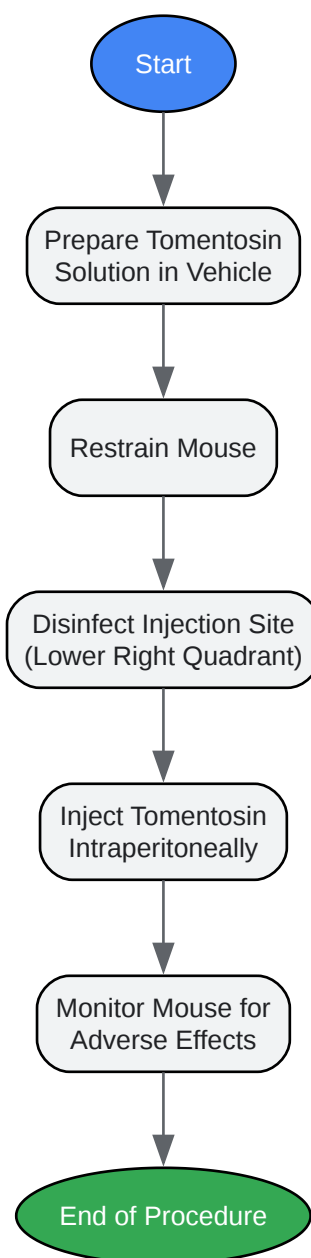 Start
Prepare Tomentosin
Solution in Vehicle
Restrain Mouse
Disinfect Injection Site
(Lower Right Quadrant)
Inject Tomentosin
Intraperitoneally
Monitor Mouse for
Adverse Effects
End of Procedure